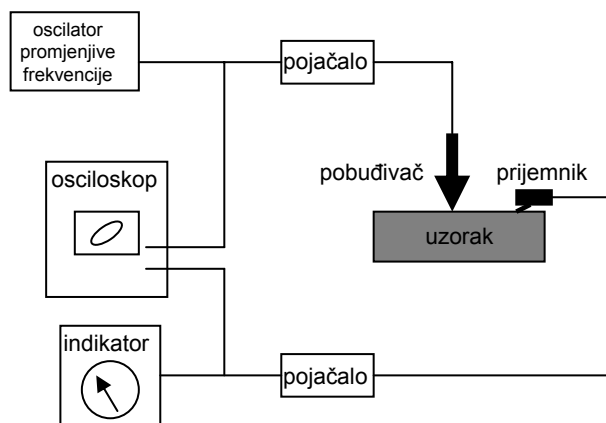 oscilator
promjenjive
frekvencije
pojačalo
osciloskop
pobuđivač
prijemnik
uzorak
indikator
pojačalo